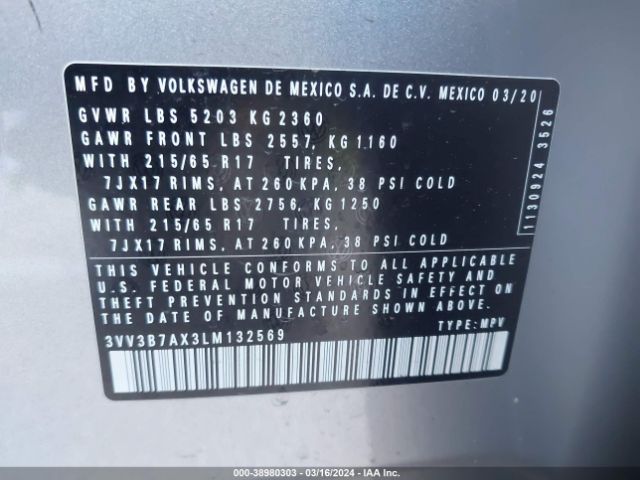 MFD BY VOLKSWAGEN DE MEXICO S.A. DE C.V. MEXICO 03/20
GVWR LBS 5203 KG 2360
GAWR FRONT LBS 2557, KG 1160
WITH 215/65 R17 TIRES,
7JX17 RIMS, AT 260 KPA, 38 PSI COLD
GAWR REAR LBS 2756, KG 1250
WITH 215/65 R17 TIRES,
7JX17 RIMS, AT 260 KPA, 38 PSI COLD
1130924 3526
THIS VEHICLE CONFORMS TO ALL APPLICABLE
U.S. FEDERAL MOTOR VEHICLE SAFETY AND
THEFT PREVENTION STANDARDS IN EFFECT ON
THE DATE OF MANUFACTURE SHOWN ABOVE.
3VV3B7AX3LM132569 TYPE: MPV
000-38980303 - 03/16/2024 - IAA Inc.